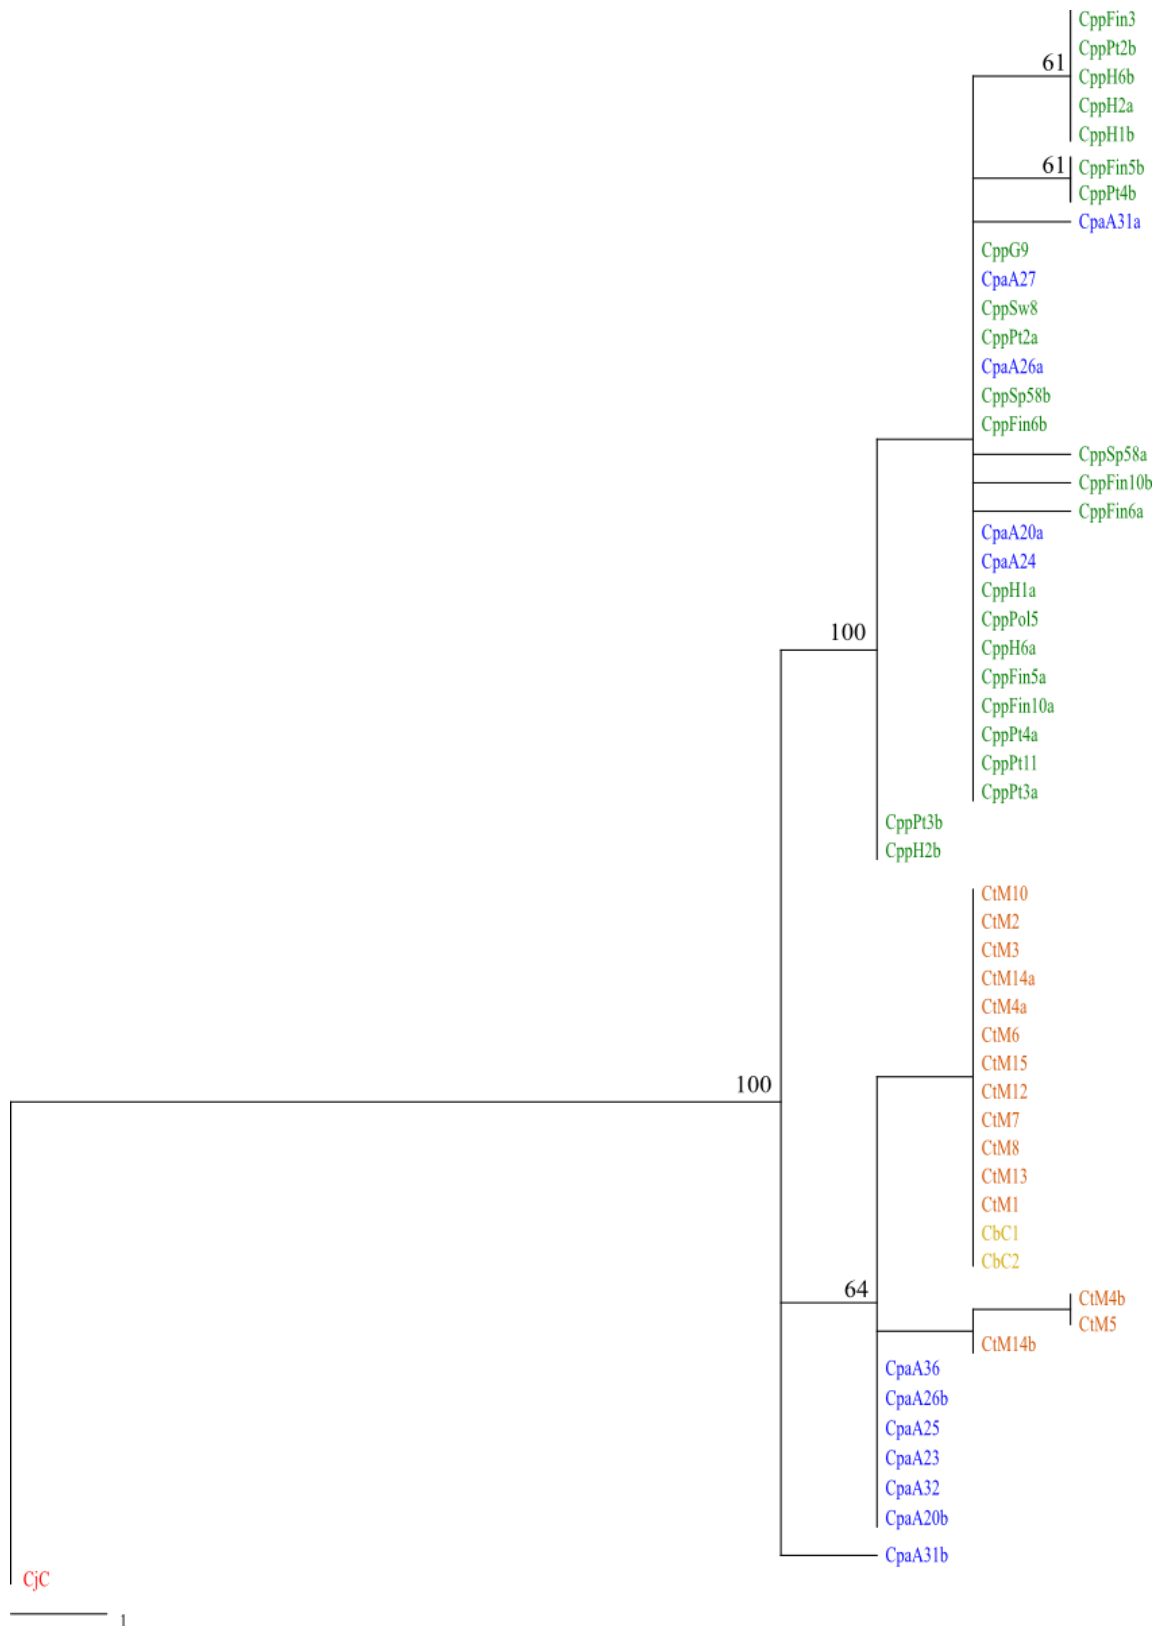 CppFin3
CppPt2b
61
CppH6b
CppH2a
CppH1b
61
CppFin5b
CppPt4b
CpaA31a
CppG9
CpaA27
CppSw8
CppPt2a
CpaA26a
CppSp58b
CppFin6b
CppSp58a
CppFin10b
CppFin6a
CpaA20a
CpaA24
CppH1a
CppPol5
100
CppH6a
CppFin5a
CppFin10a
CppPt4a
CppPt11
CppPt3a
CppPt3b
CppH2b
CtM10
CtM2
CtM3
CtM14a
CtM4a
CtM6
CtM15
100
CtM12
CtM7
CtM8
CtM13
CtM1
CbC1
CbC2
64
CtM4b
CtM5
CtM14b
CpaA36
CpaA26b
CpaA25
CpaA23
CpaA32
CpaA20b
CpaA31b
CjC
1